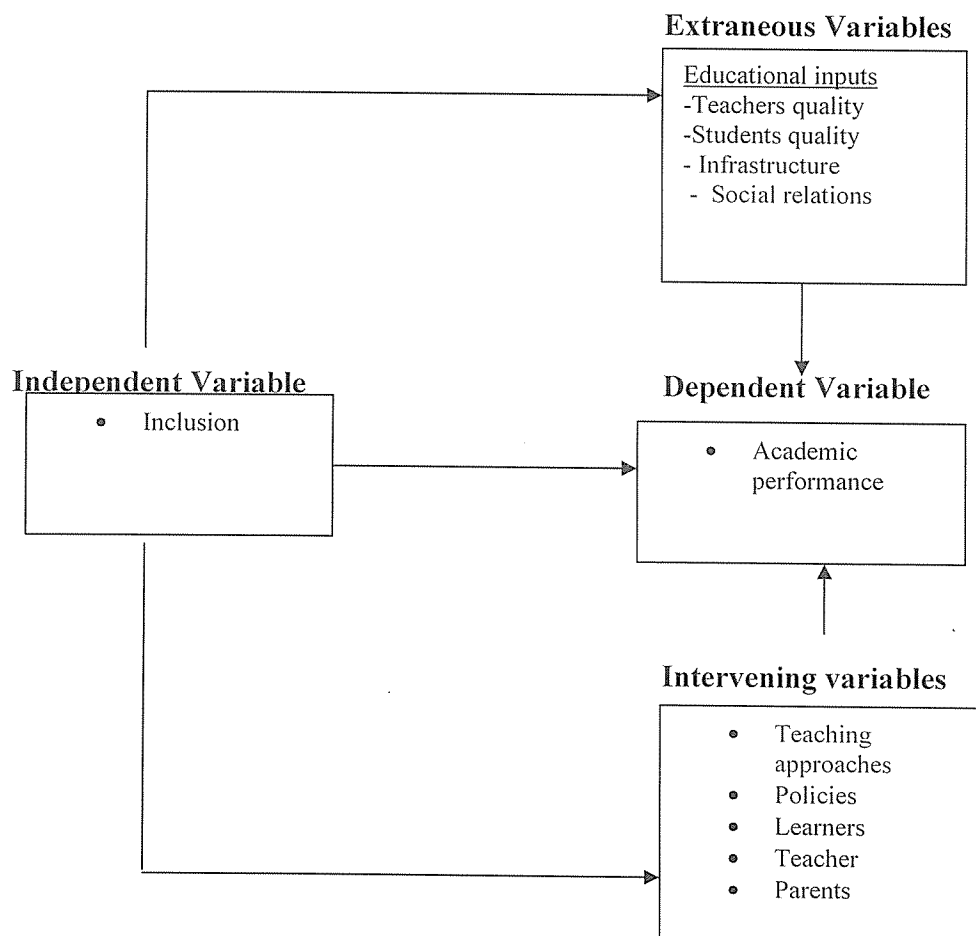 Extraneous Variables
Educational inputs
-Teachers quality
-Students quality
- Infrastructure
- Social relations
Independent Variable
• Inclusion
Dependent Variable
• Academic
performance
Intervening variables
• Teaching
approaches
• Policies
• Learners
• Teacher
• Parents